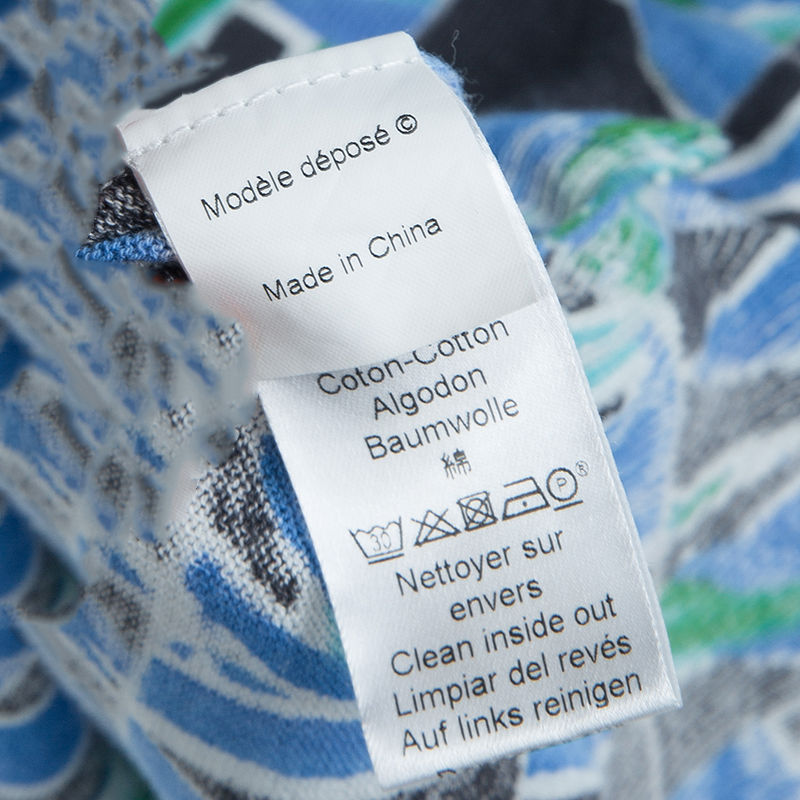 Modèle déposé ©
Made in China
Coton-Cotton
Algodon
Baumwolle
綿
30 P ®
Nettoyer sur
envers
Clean inside out
Limpiar del revés
Auf links reinigen